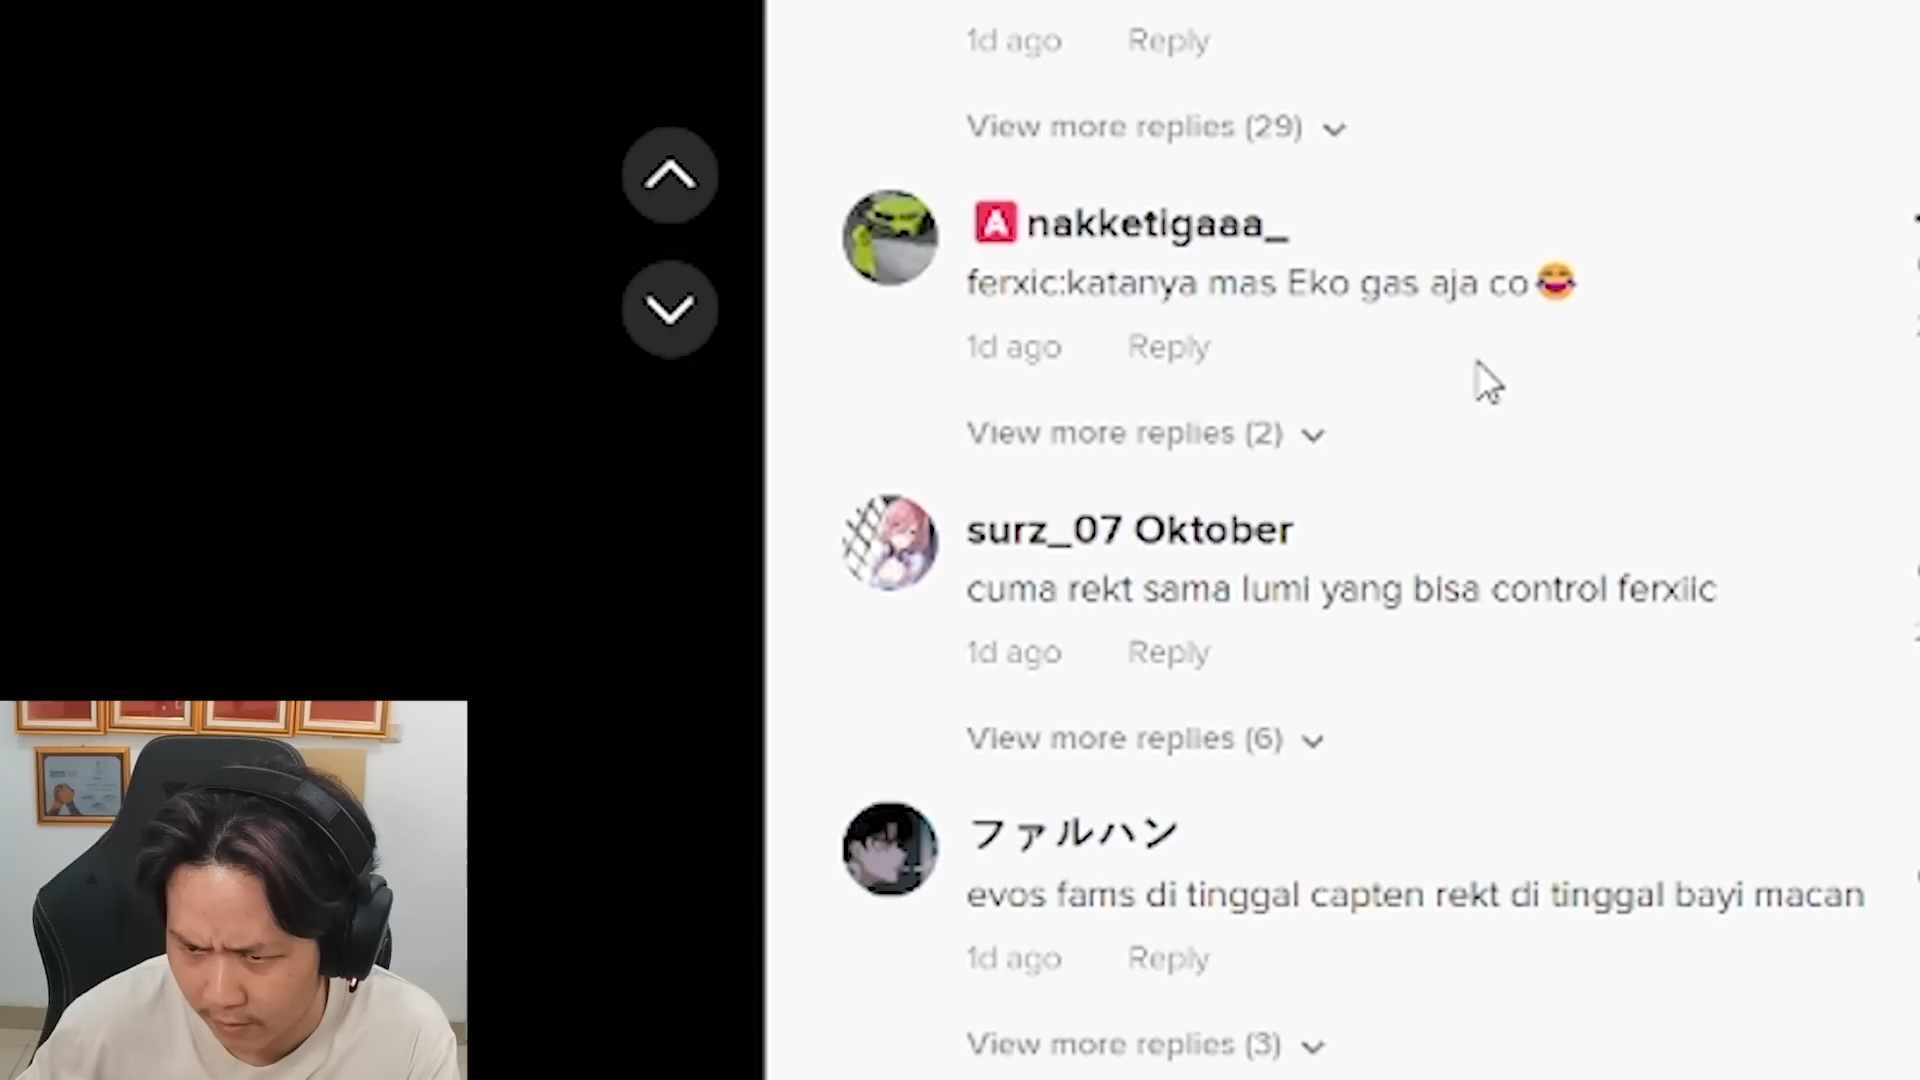 1d ago Reply
View more replies (29)
🅰nakketigaaa_
ferxic:katanya mas Eko gas aja co😂
1d ago Reply
View more replies (2)
surz_07 Oktober
cuma rekt sama lumi yang bisa control ferxiic
1d ago Reply
View more replies (6)
ファルハン
evos fams di tinggal capten rekt di tinggal bayi macan
1d ago Reply
View more replies (3)